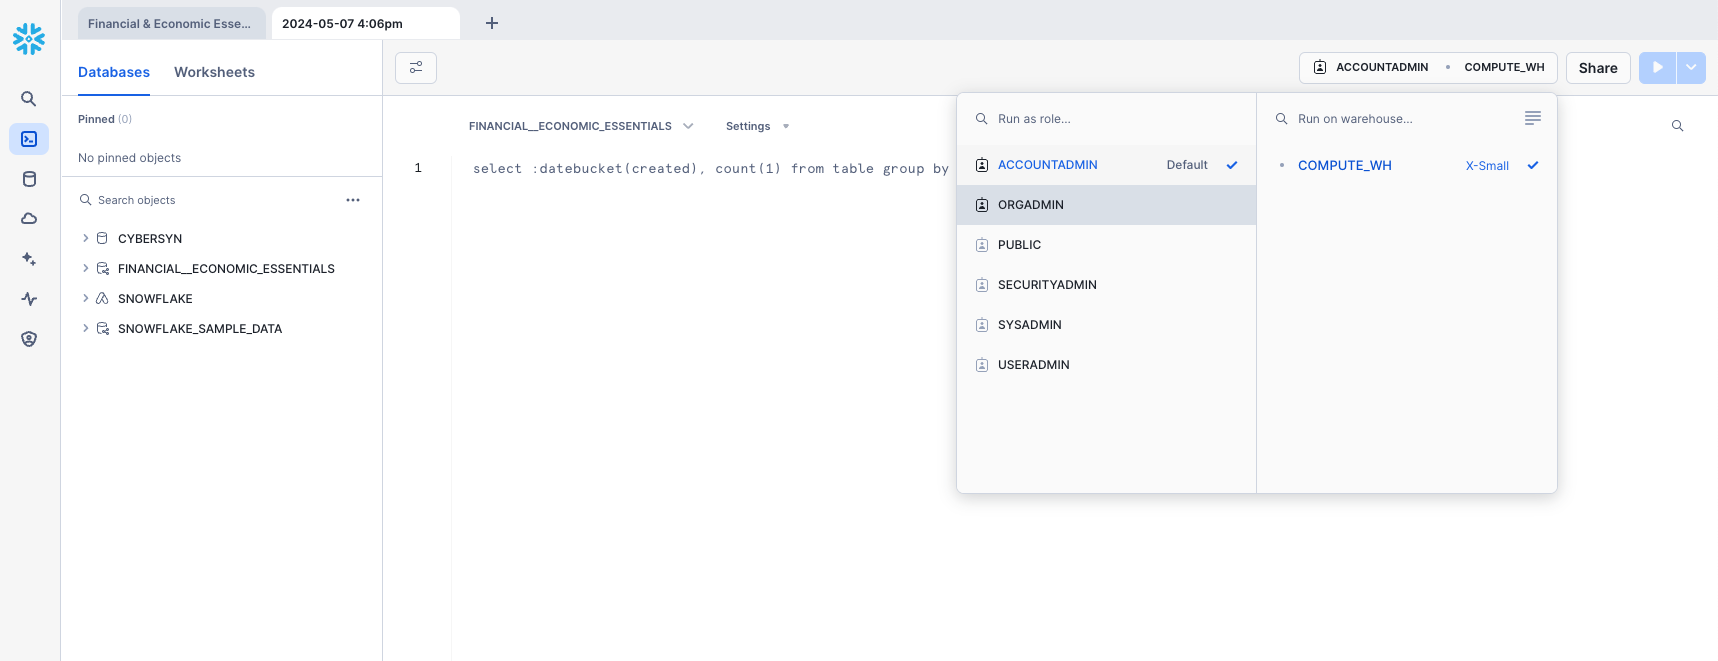 Financial & Economic Esse...
2024-05-07 4:06pm
Databases
Worksheets
ACCOUNTADMIN
COMPUTE_WH
Share
Pinned (0)
No pinned objects
Search objects
CYBERSYN
FINANCIAL__ECONOMIC_ESSENTIALS
SNOWFLAKE
SNOWFLAKE_SAMPLE_DATA
FINANCIAL__ECONOMIC_ESSENTIALS
Settings
1
select :datebucket(created), count(1) from table group by
Run as role...
ACCOUNTADMIN Default
ORGADMIN
PUBLIC
SECURITYADMIN
SYSADMIN
USERADMIN
Run on warehouse...
COMPUTE_WH X-Small